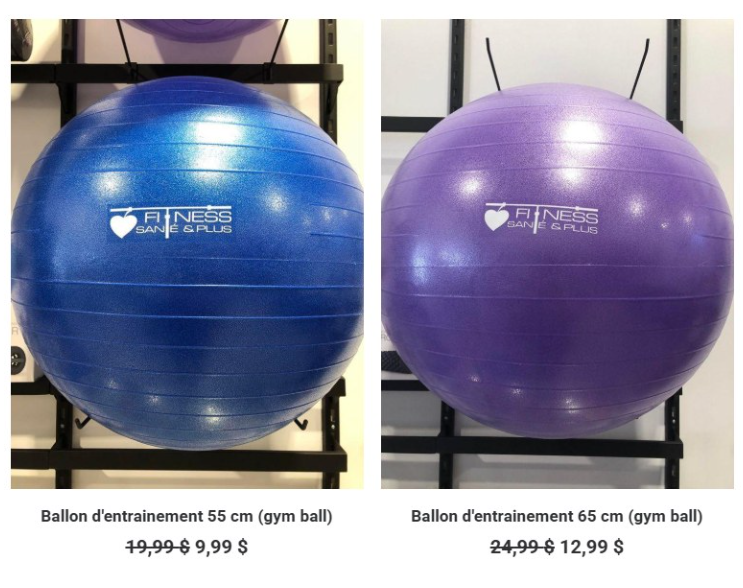 FITNESS
SANTÉ & PLUS
FITNESS
SANTÉ & PLUS
Ballon d'entrainement 55 cm (gym ball)
Ballon d'entrainement 65 cm (gym ball)
19,99 $ 9,99 $
24,99 $ 12,99 $